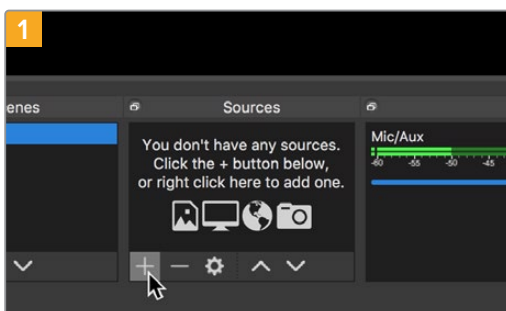 1
enes
Sources
You don't have any sources.
Click the + button below,
or right click here to add one.
Mic/Aux
-60 -55 -50 -45